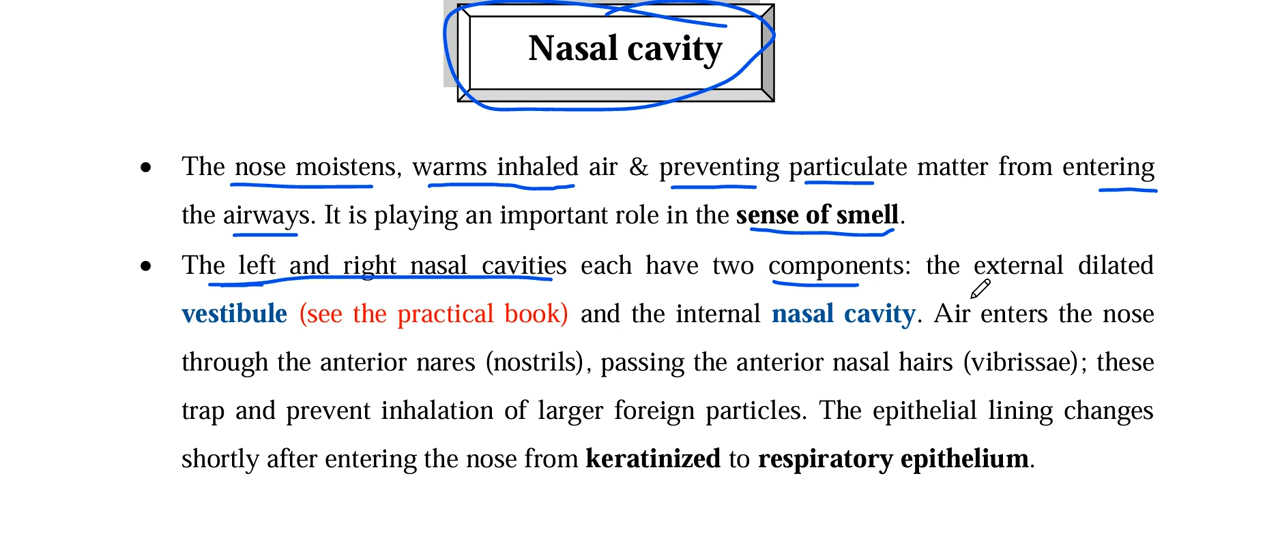 Nasal cavity
• The nose moistens, warms inhaled air & preventing particulate matter from entering
the airways. It is playing an important role in the sense of smell.
• The left and right nasal cavities each have two components: the external dilated
vestibule (see the practical book) and the internal nasal cavity. Air enters the nose
through the anterior nares (nostrils), passing the anterior nasal hairs (vibrissae); these
trap and prevent inhalation of larger foreign particles. The epithelial lining changes
shortly after entering the nose from keratinized to respiratory epithelium.